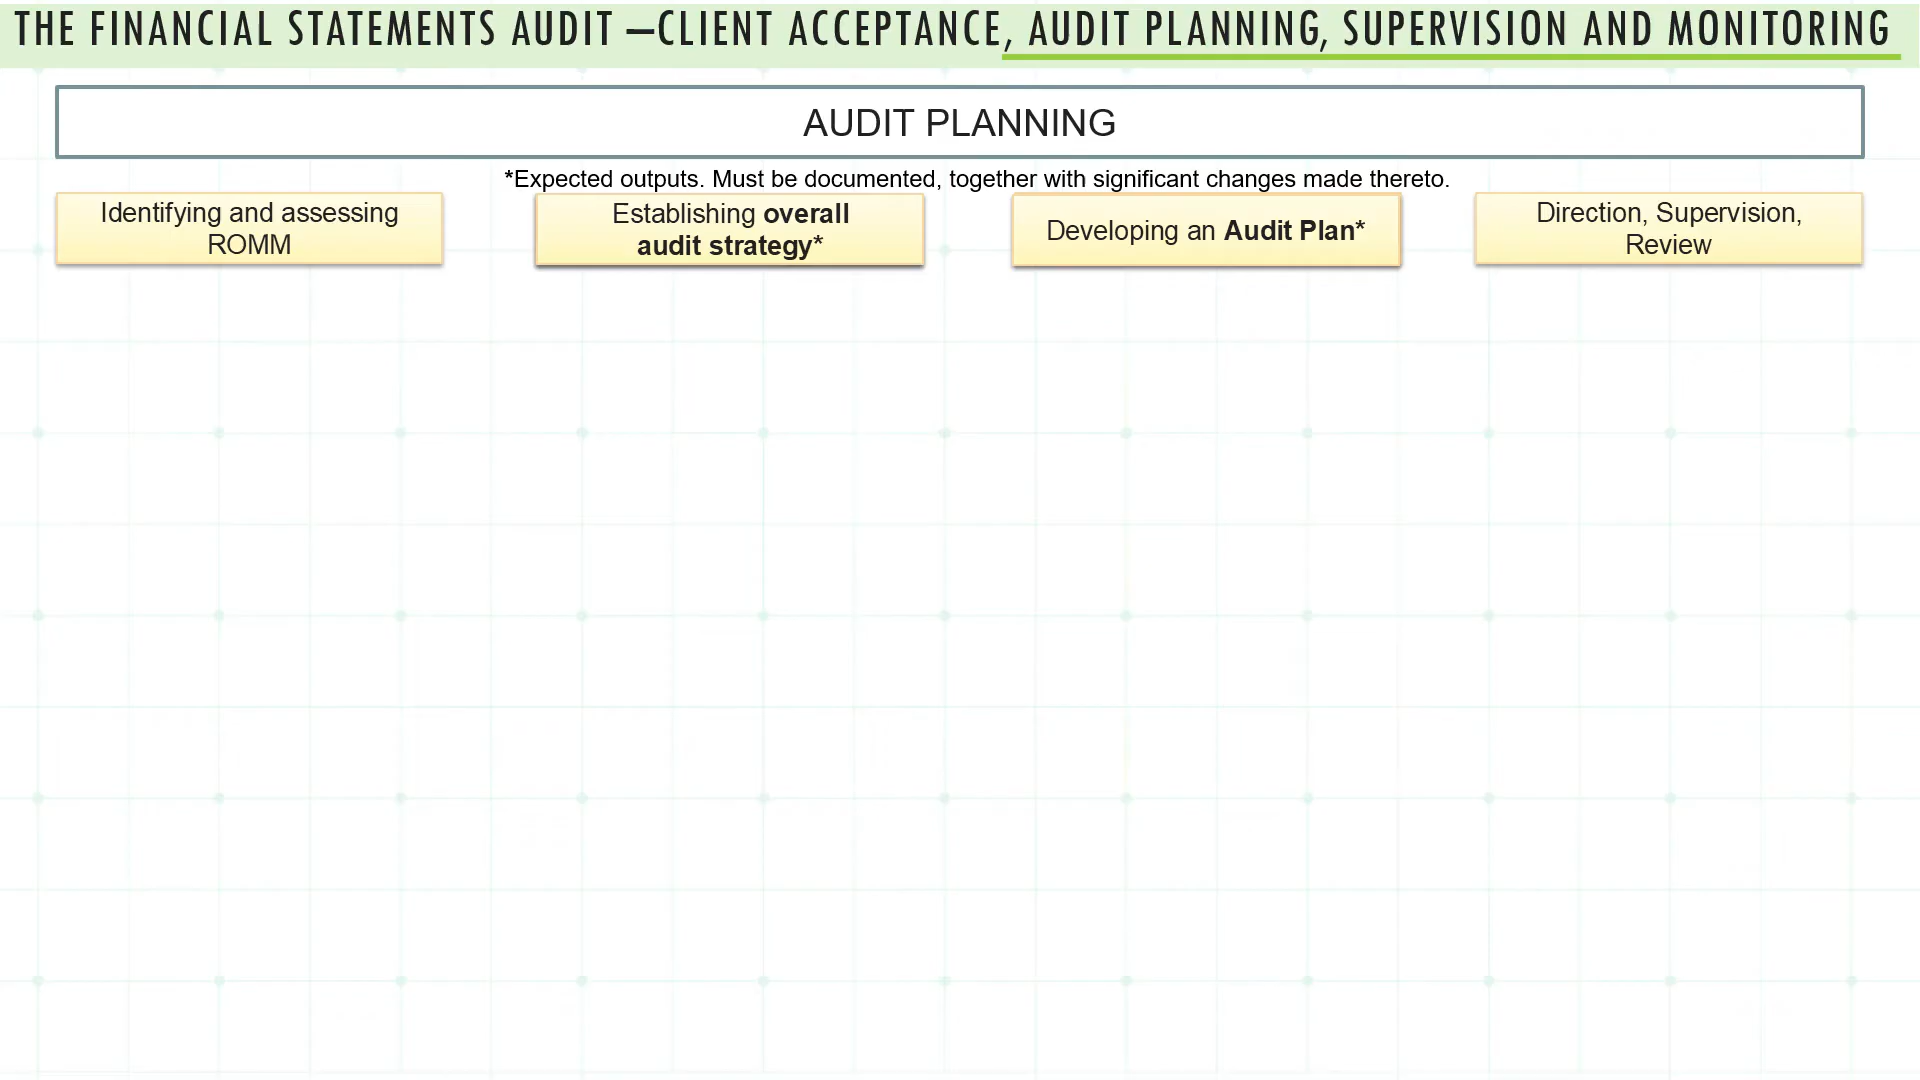 THE FINANCIAL STATEMENTS AUDIT —CLIENT ACCEPTANCE, AUDIT PLANNING, SUPERVISION AND MONITORING
AUDIT PLANNING
*Expected outputs. Must be documented, together with significant changes made thereto.
Identifying and assessing
ROMM
Establishing overall
audit strategy*
Developing an Audit Plan*
Direction, Supervision,
Review